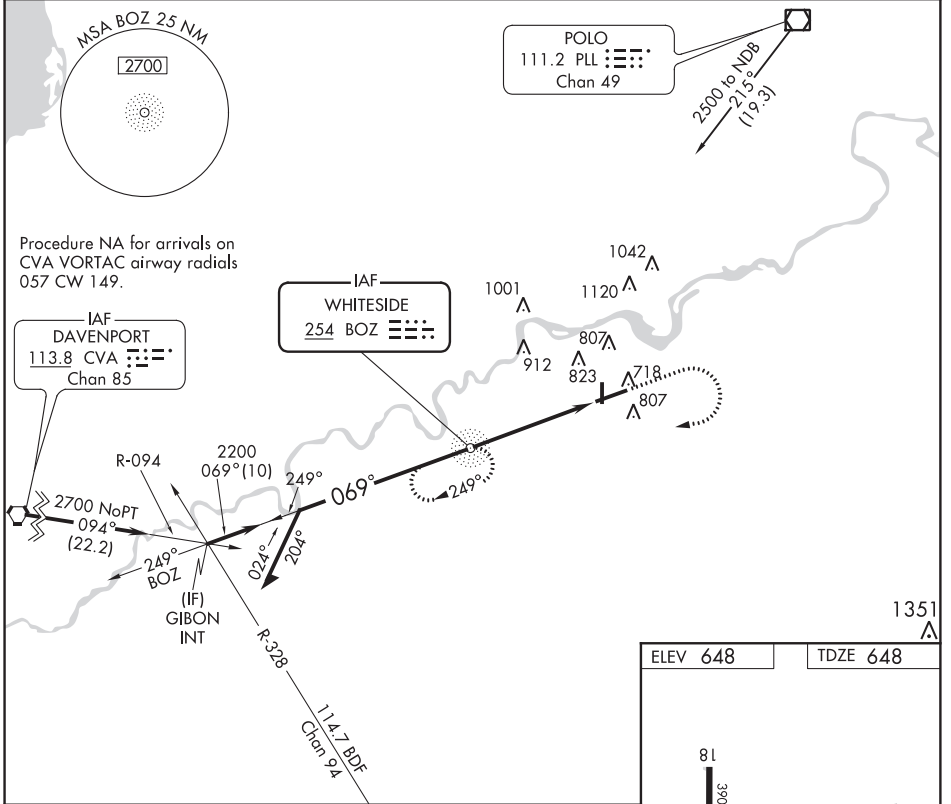 MSA BOZ 25 NM
2700
POLO
111.2 PLL
Chan 49
2500 to NDB
215°
(19.3)
Procedure NA for arrivals on
CVA VORTAC airway radials
057 CW 149.
IAF
DAVENPORT
113.8 CVA
Chan 85
IAF
WHITESIDE
254 BOZ
1042
1120
1001
912
807
823
718
807
R-094
2200
069° (10)
249°
069°
249°
2700 NoPT
094°
(22.2)
249°
BOZ
024°
204°
(IF)
GIBON
INT
R-328
114.7 BDF
Chan 94
1351
ELEV 648
TDZE 648
18
390